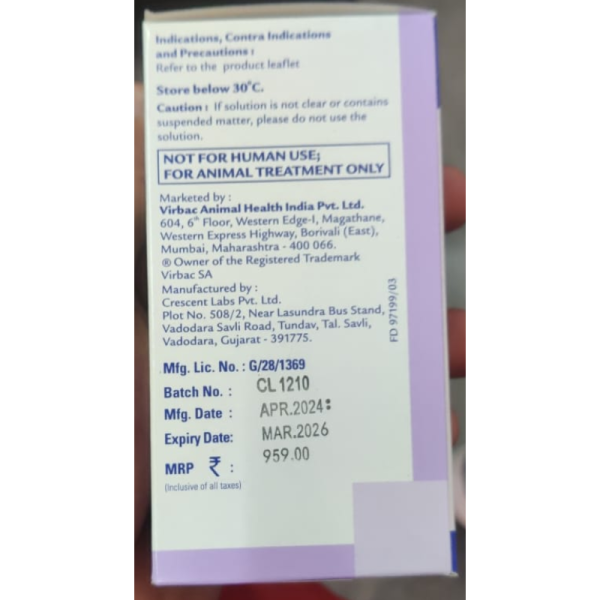 Indications, Contra Indications
and Precautions :
Refer to the product leaflet
Store below 30°C.
Caution : If solution is not clear or contains
suspended matter, please do not use the
solution.
NOT FOR HUMAN USE;
FOR ANIMAL TREATMENT ONLY
Marketed by :
Virbac Animal Health India Pvt. Ltd.
604, 6th Floor, Western Edge-I, Magathane,
Western Express Highway, Borivali (East),
Mumbai, Maharashtra - 400 066.
® Owner of the Registered Trademark
Virbac SA
Manufactured by :
Crescent Labs Pvt. Ltd.
Plot No. 508/2, Near Lasundra Bus Stand,
Vadodara Savli Road, Tundav, Tal. Savli,
Vadodara, Gujarat - 391775.
FD 97199/03
Mfg. Lic. No. : G/28/1369
Batch No. : CL 1210
Mfg. Date : APR.2024:
Expiry Date: MAR.2026
MRP ₹ : 959.00
(Inclusive of all taxes)